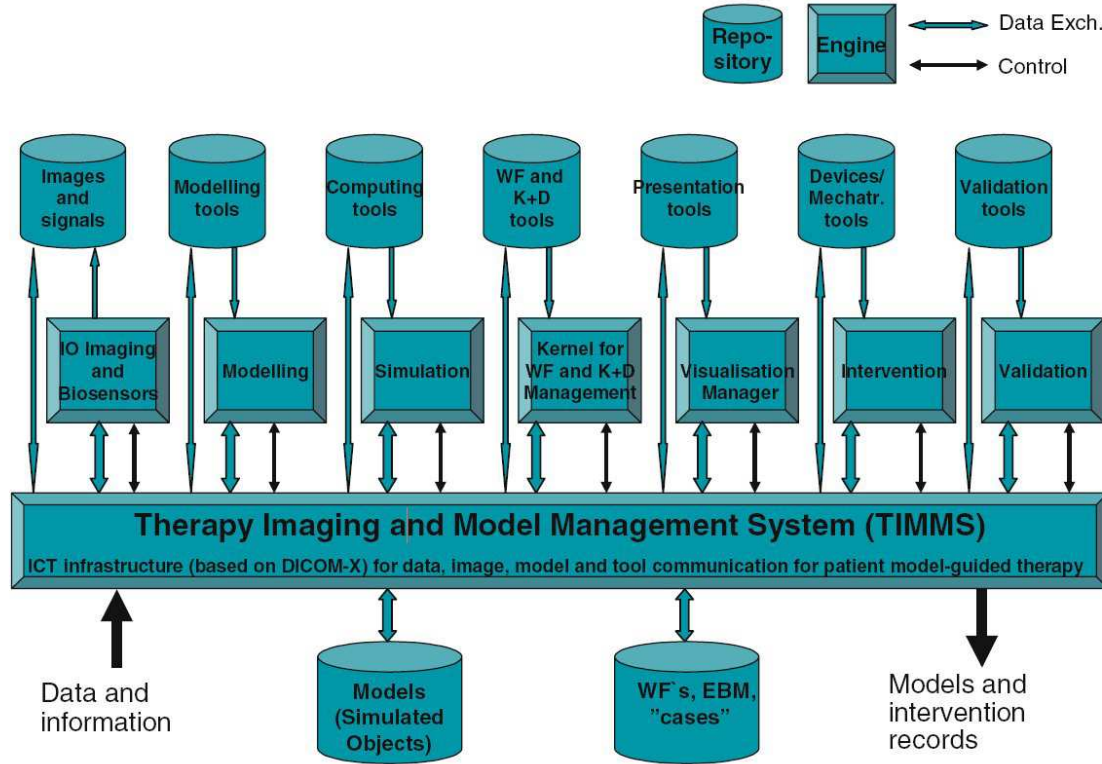 Repo-
sitory
Engine
Data Exch.
Control
Images
and
signals
Modelling
tools
Computing
tools
WF and
K+D
tools
Presentation
tools
Devices/
Mechatr.
tools
Validation
tools
IO Imaging
and
Biosensors
Modelling
Simulation
Kernel for
WF and K+D
Management
Visualisation
Manager
Intervention
Validation
Therapy Imaging and Model Management System (TIMMS)
ICT infrastructure (based on DICOM-X) for data, image, model and tool communication for patient model-guided therapy
Data and
information
Models
(Simulated
Objects)
WF`s, EBM,
”cases”
Models and
intervention
records